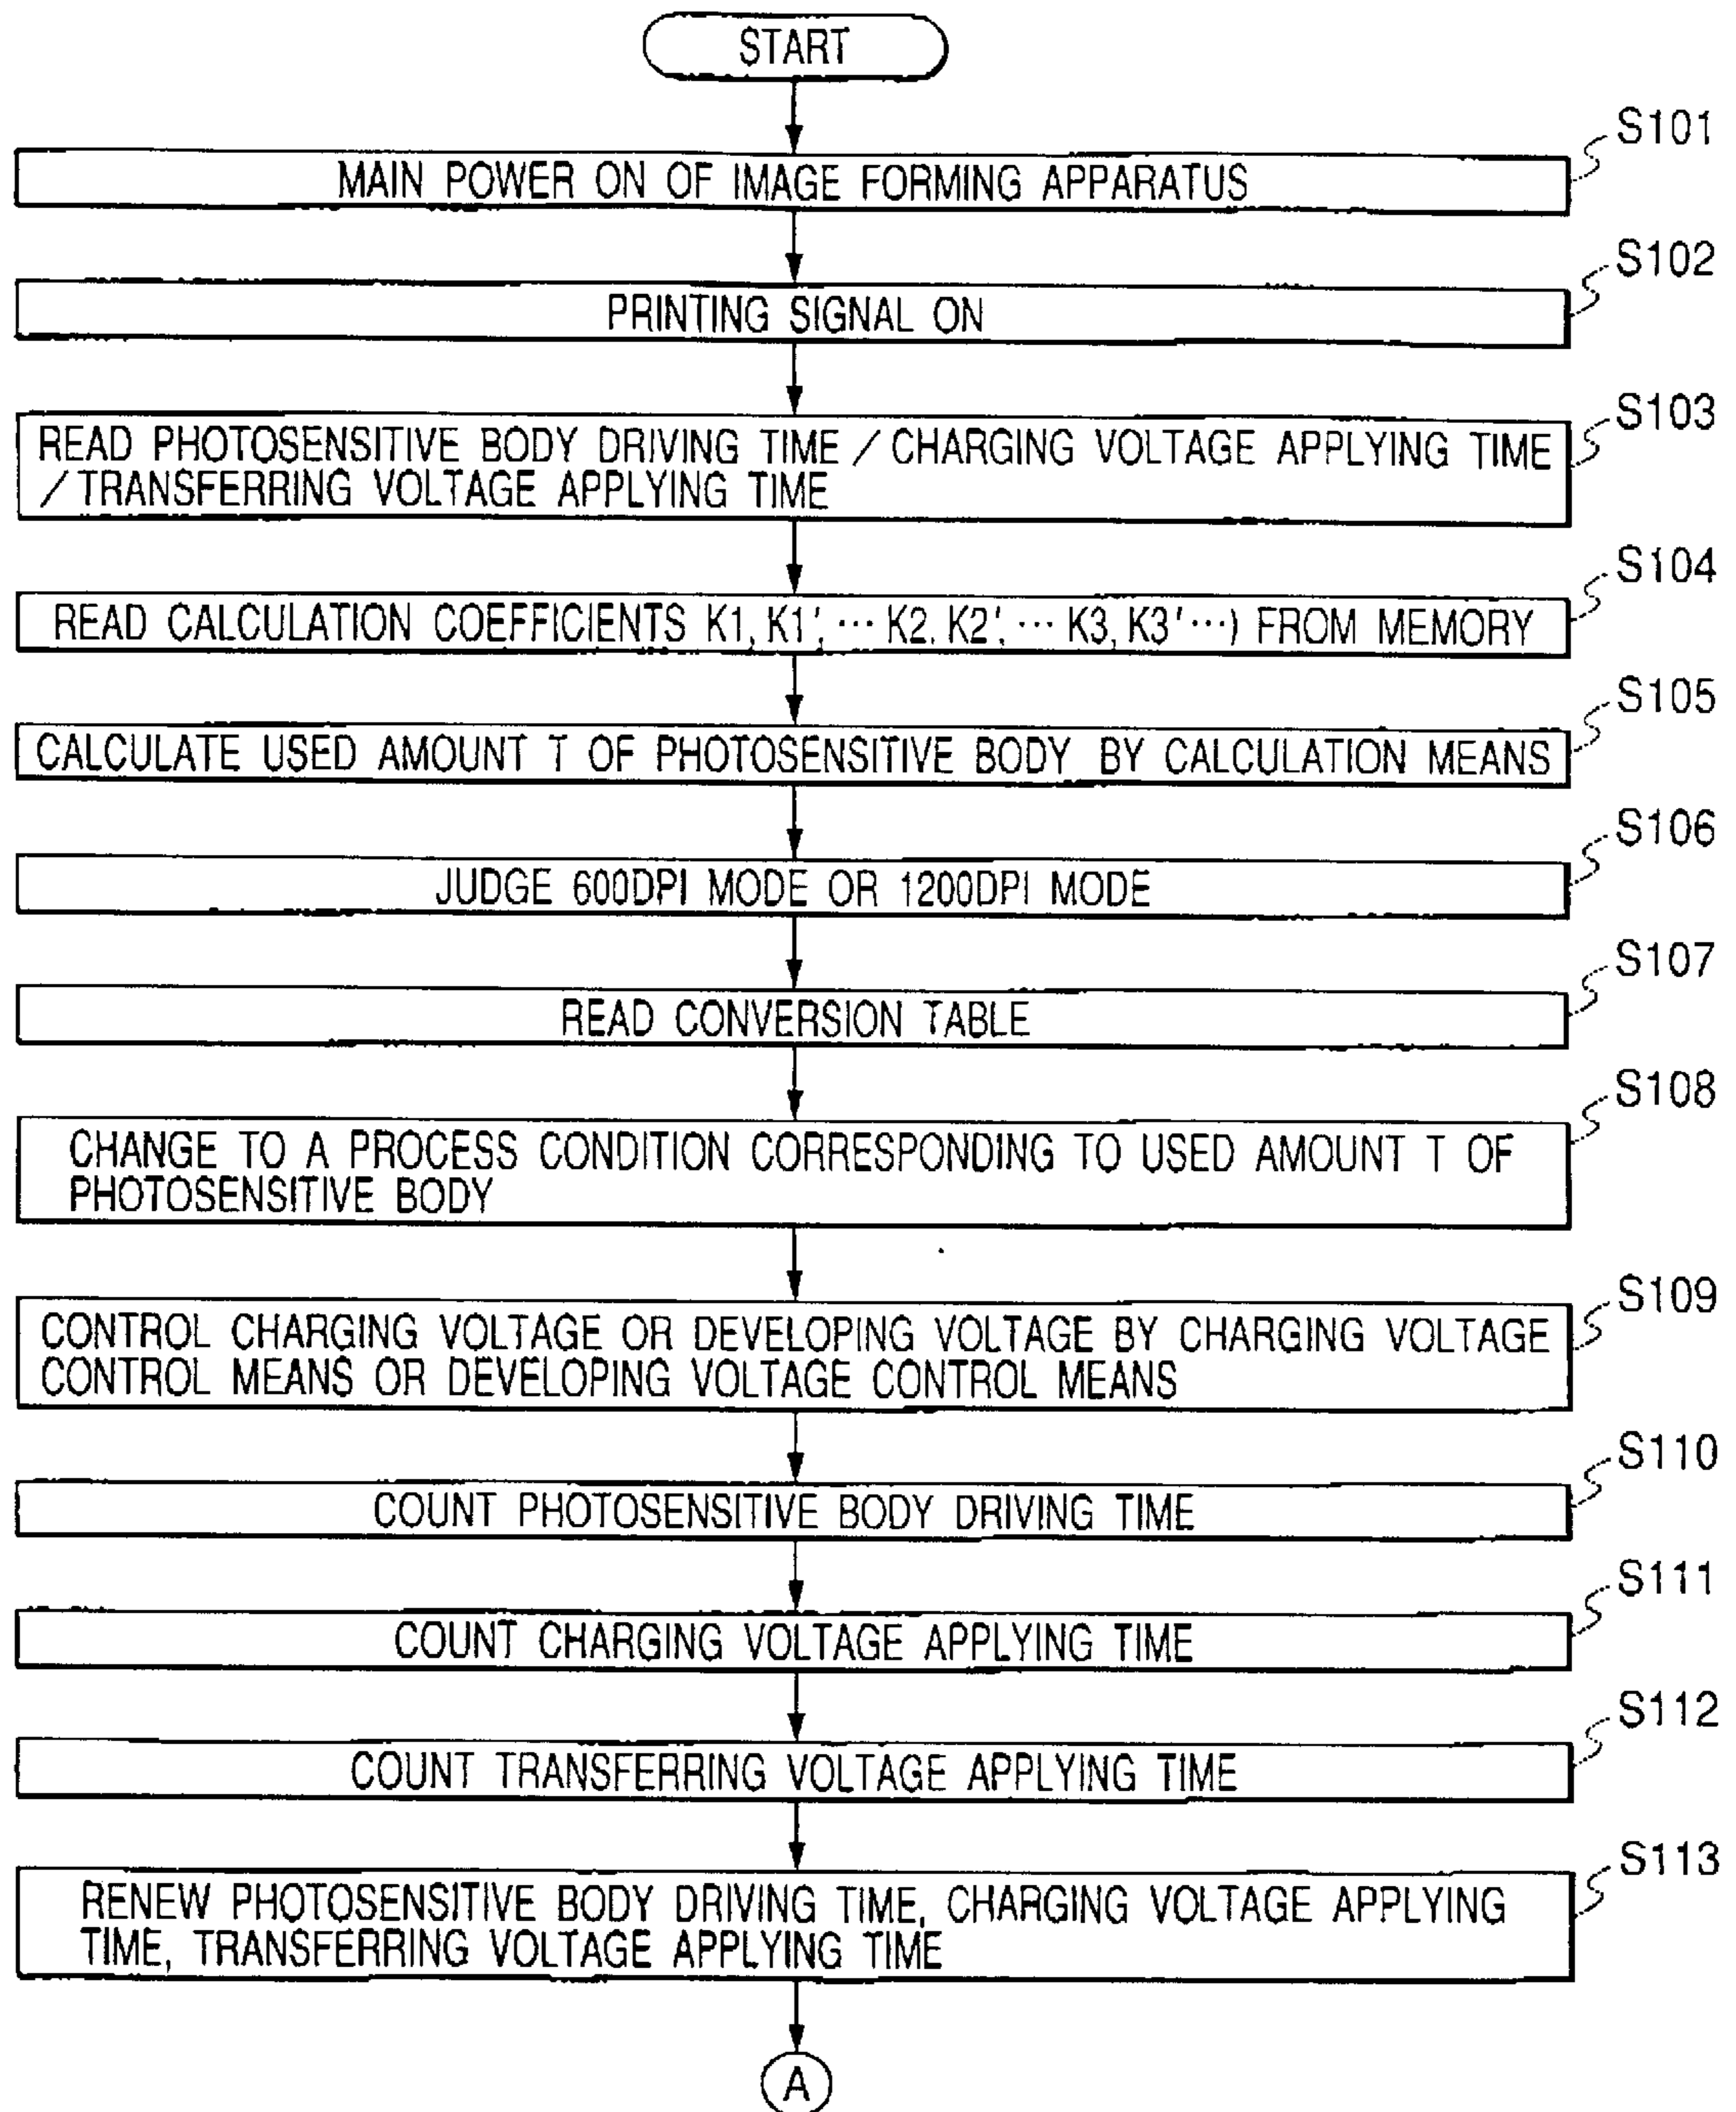 START
S101
MAIN POWER ON OF IMAGE FORMING APPARATUS
S102
PRINTING SIGNAL ON
S103
READ PHOTOSENSITIVE BODY DRIVING TIME / CHARGING VOLTAGE APPLYING TIME
/ TRANSFERRING VOLTAGE APPLYING TIME
S104
READ CALCULATION COEFFICIENTS K1, K1', ··· K2, K2', ··· K3, K3' ···) FROM MEMORY
S105
CALCULATE USED AMOUNT T OF PHOTOSENSITIVE BODY BY CALCULATION MEANS
S106
JUDGE 600DPI MODE OR 1200DPI MODE
S107
READ CONVERSION TABLE
S108
CHANGE TO A PROCESS CONDITION CORRESPONDING TO USED AMOUNT T OF
PHOTOSENSITIVE BODY
S109
CONTROL CHARGING VOLTAGE OR DEVELOPING VOLTAGE BY CHARGING VOLTAGE
CONTROL MEANS OR DEVELOPING VOLTAGE CONTROL MEANS
S110
COUNT PHOTOSENSITIVE BODY DRIVING TIME
S111
COUNT CHARGING VOLTAGE APPLYING TIME
S112
COUNT TRANSFERRING VOLTAGE APPLYING TIME
S113
RENEW PHOTOSENSITIVE BODY DRIVING TIME, CHARGING VOLTAGE APPLYING
TIME, TRANSFERRING VOLTAGE APPLYING TIME
A